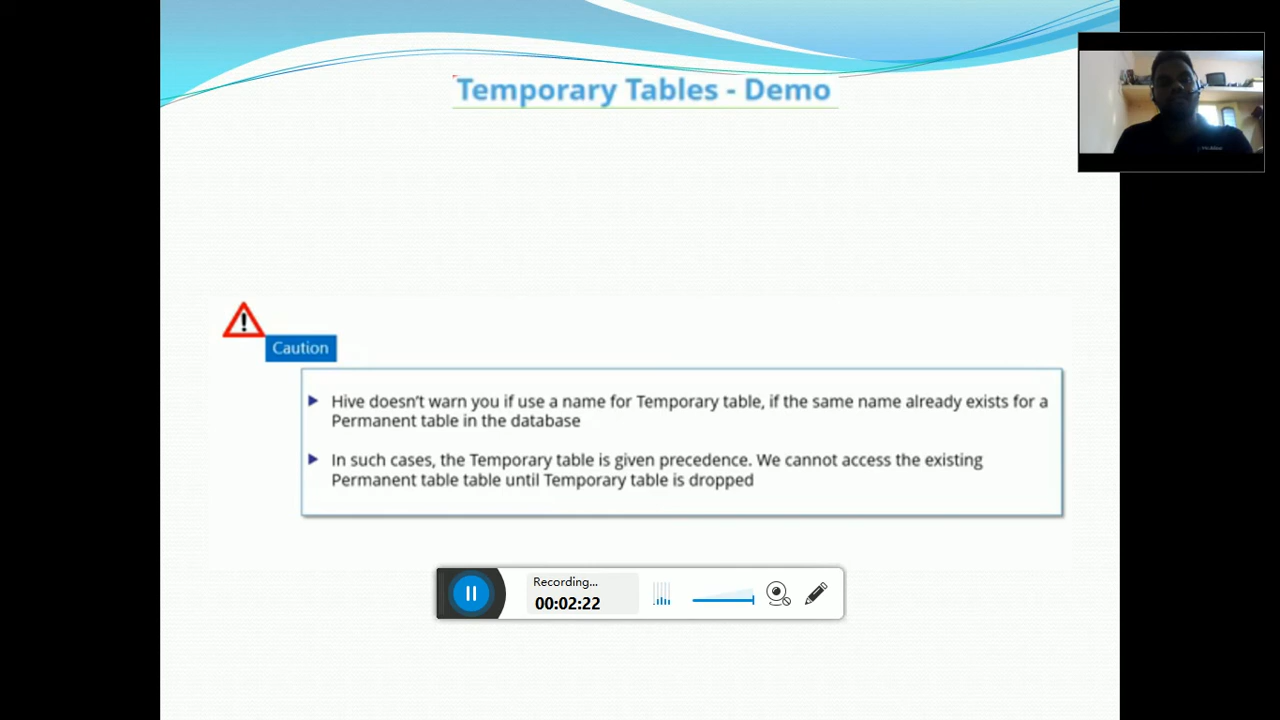 Temporary Tables - Demo
Caution
Hive doesn't warn you if use a name for Temporary table, if the same name already exists for a
Permanent table in the database
In such cases, the Temporary table is given precedence. We cannot access the existing
Permanent table table until Temporary table is dropped
Recording...
00:02:22